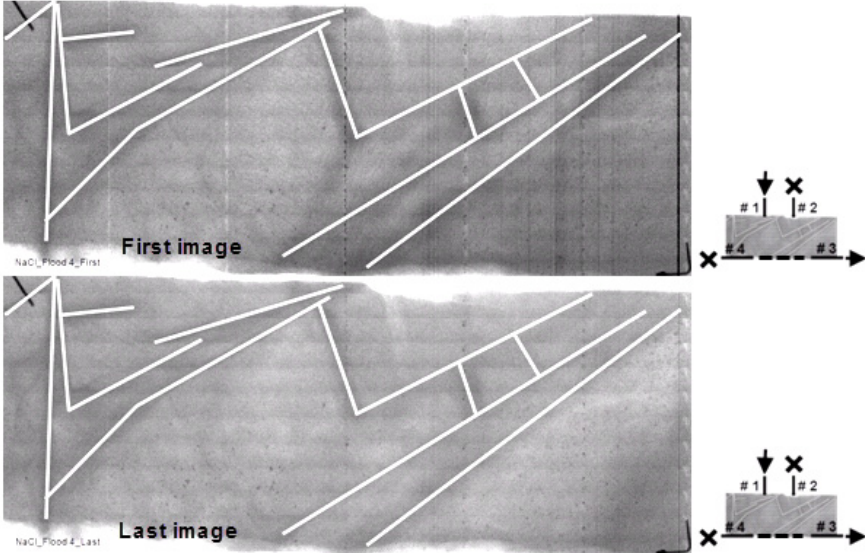 First image
NaCl_Flood 4_First
# 1
# 2
# 4
# 3
Last image
NaCl_Flood 4_Last
# 1
# 2
# 4
# 3